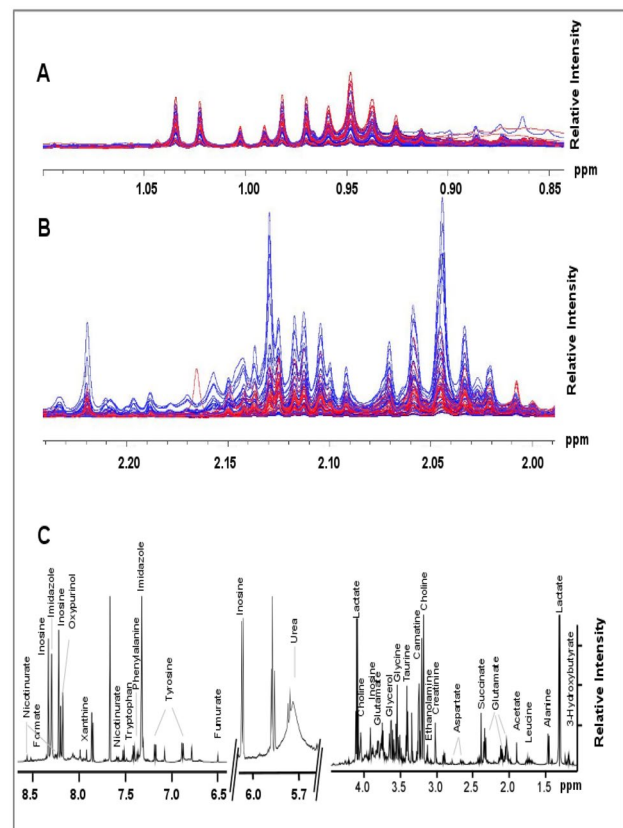 A
Relative Intensity
1.05 1.00 0.95 0.90 0.85
ppm
B
Relative Intensity
2.20 2.15 2.10 2.05 2.00
ppm
C
Nicotinurate
Formate
Inosine
Imidazole
Inosine
Oxypurinol
Xanthine
Nicotinurate
Tryptophan
Phenylalanine
Imidazole
Tyrosine
Fumurate
Inosine
Urea
Lactate
Choline
Inosine
Glutamate
Glycerol
Glycine
Taurine
Carnatine
Choline
Ethanolamine
Creatinine
Aspartate
Succinate
Glutamate
Acetate
Leucine
Alanine
Lactate
3-Hydroxybutyrate
Relative Intensity
8.5 8.0 7.5 7.0 6.5 6.0 5.7 4.0 3.5 3.0 2.5 2.0 1.5 ppm